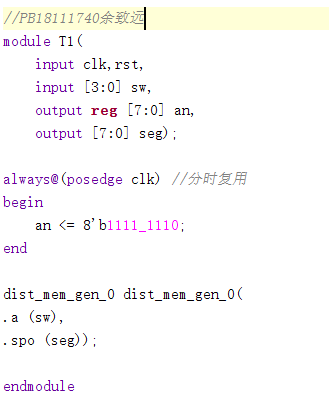 //PB18111740余致远
module T1(
    input clk,rst,
    input [3:0] sw,
    output reg [7:0] an,
    output [7:0] seg);
always@(posedge clk) //分时复用
begin
    an <= 8'b1111_1110;
end
dist_mem_gen_0 dist_mem_gen_0(
.a (sw),
.spo (seg));
endmodule